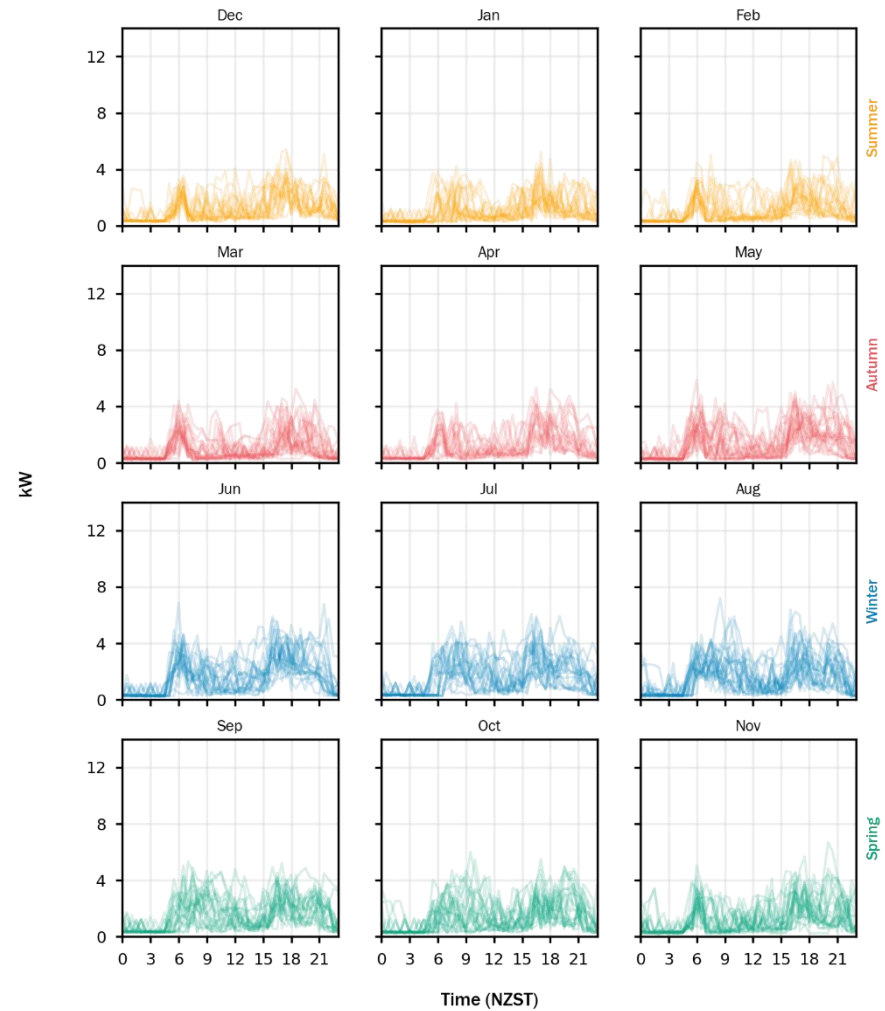 Dec Jan Feb
12
8
4
0
Summer
Mar Apr May
12
8
4
0
Autumn
kW
Jun Jul Aug
12
8
4
0
Winter
Sep Oct Nov
12
8
4
0
Spring
0 3 6 9 12 15 18 21 0 3 6 9 12 15 18 21 0 3 6 9 12 15 18 21
Time (NZST)